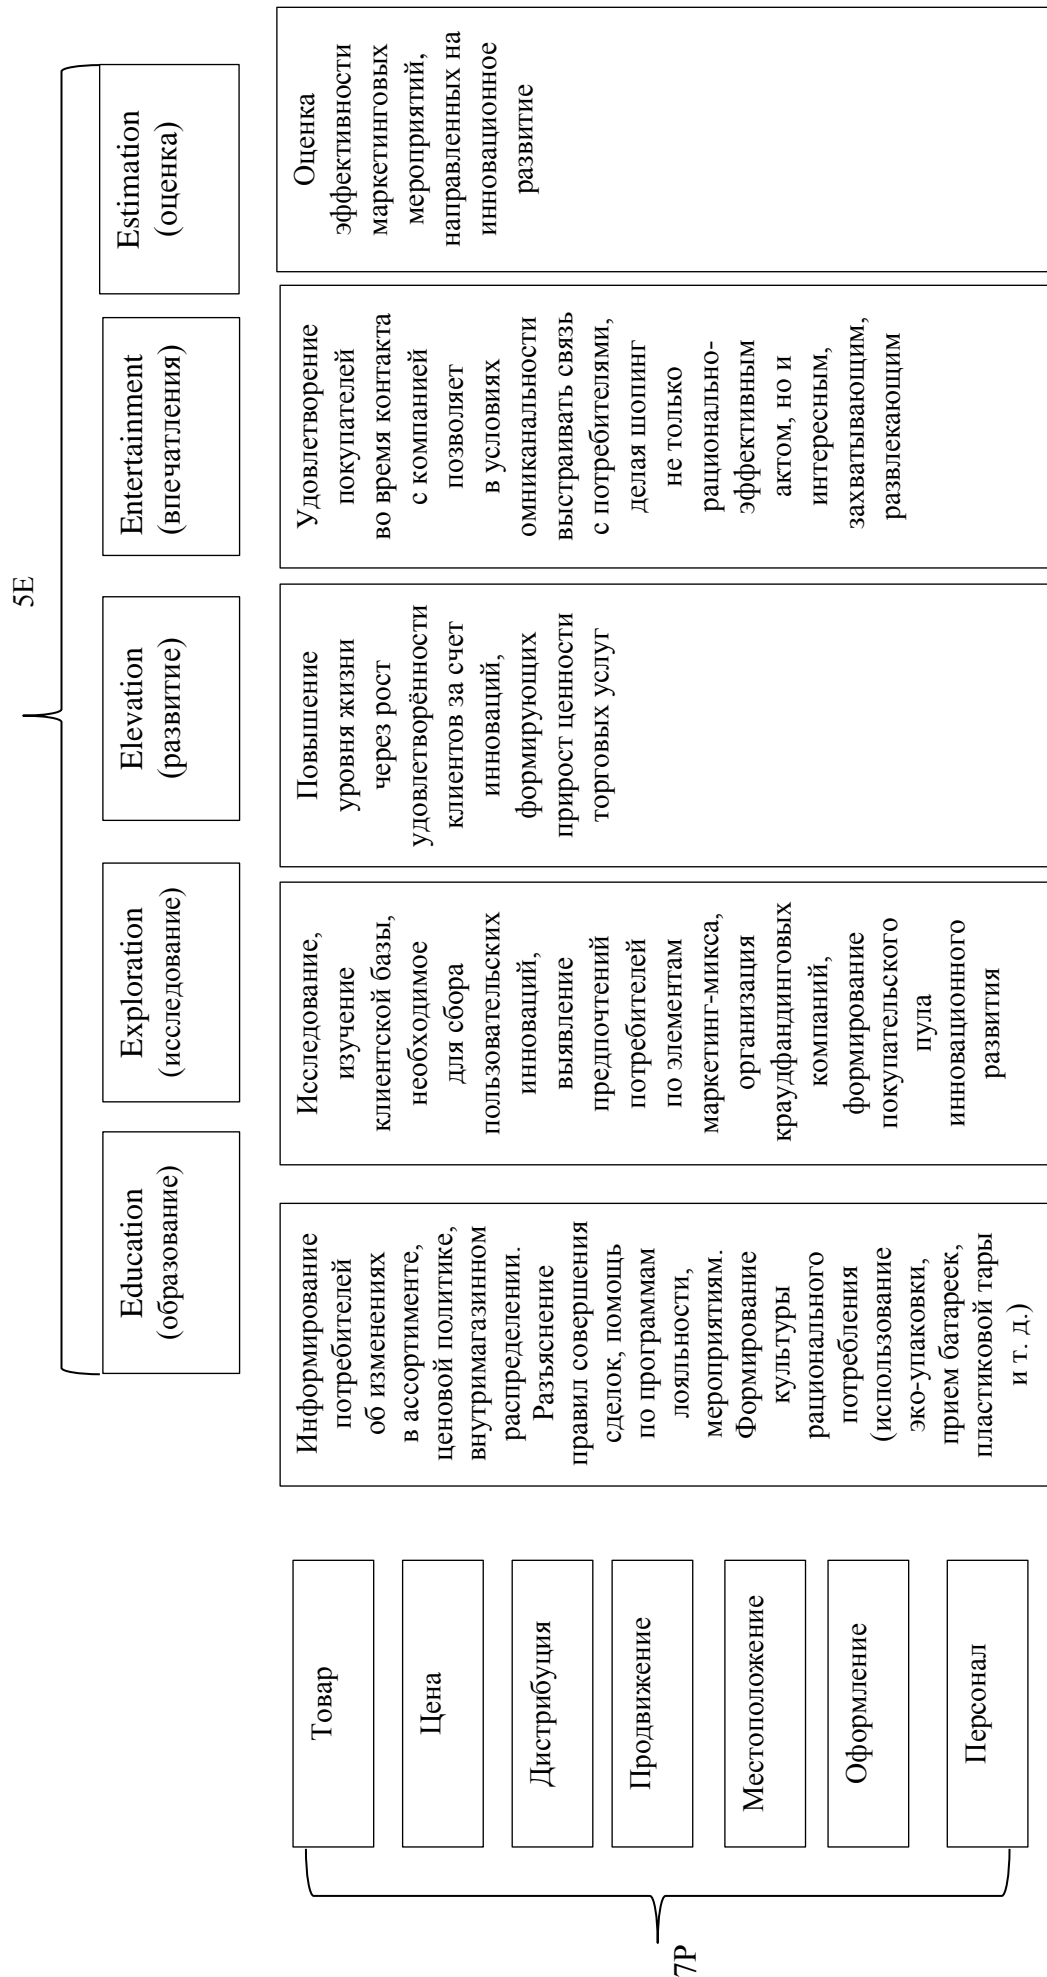 5E
Education
(образование)
Exploration
(исследование)
Elevation
(развитие)
Entertainment
(впечатления)
Estimation
(оценка)
7P
Товар
Цена
Дистрибуция
Продвижение
Местоположение
Оформление
Персонал
Информирование
потребителей
об изменениях
в ассортименте,
ценовой политике,
внутримагазинном
распределении.
Разъяснение
правил совершения
сделок, помощь
по программам
лояльности,
мероприятиям.
Формирование
культуры
рационального
потребления
(использование
эко-упаковки,
прием батареек,
пластиковой тары
и т. д.)
Исследование,
изучение
клиентской базы,
необходимое
для сбора
пользовательских
инноваций,
выявление
предпочтений
потребителей
по элементам
маркетинг-микса,
организация
краудфандинговых
компаний,
формирование
покупательского
пула
инновационного
развития
Повышение
уровня жизни
через рост
удовлетворённости
клиентов за счет
инноваций,
формирующих
прирост ценности
торговых услуг
Удовлетворение
покупателей
во время контакта
с компанией
позволяет
в условиях
омниканальности
выстраивать связь
с потребителями,
делая шопинг
не только
рационально-
эффективным
актом, но и
интересным,
захватывающим,
развлекающим
Оценка
эффективности
маркетинговых
мероприятий,
направленных на
инновационное
развитие